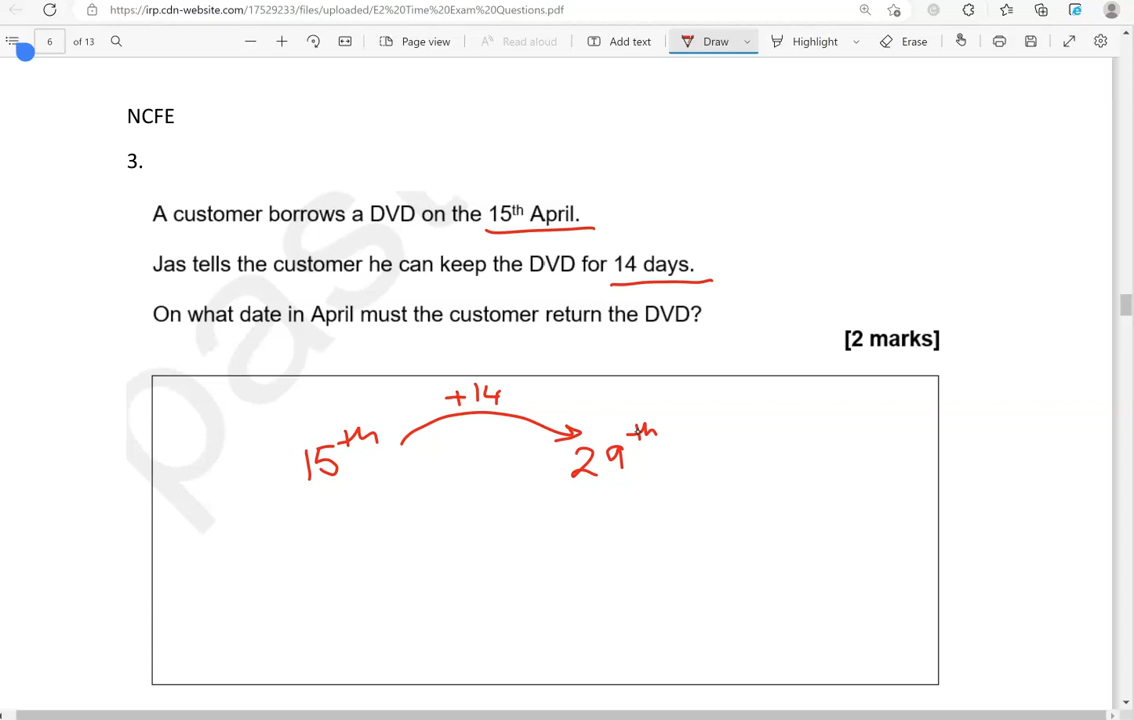 https://irp.cdn-website.com/17529233/files/uploaded/E2%20Time%20Exam%20Questions.pdf
6 of 13 Page view Read aloud Add text Draw Highlight Erase
NCFE
3.
A customer borrows a DVD on the 15th April.
Jas tells the customer he can keep the DVD for 14 days.
On what date in April must the customer return the DVD?
[2 marks]
+14
15th 29th
past